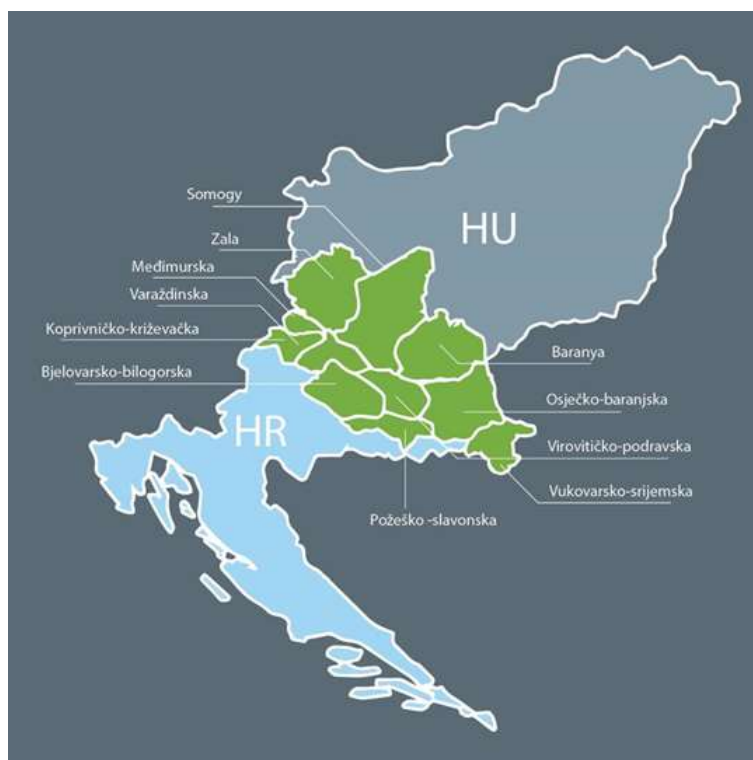 Somogy
HU
Zala
Međimurska
Varaždinska
Koprivničko-križevačka
Baranya
Bjelovarsko-bilogorska
Osječko-baranjska
HR
Virovitičko-podravska
Vukovarsko-srijemska
Požeško -slavonska